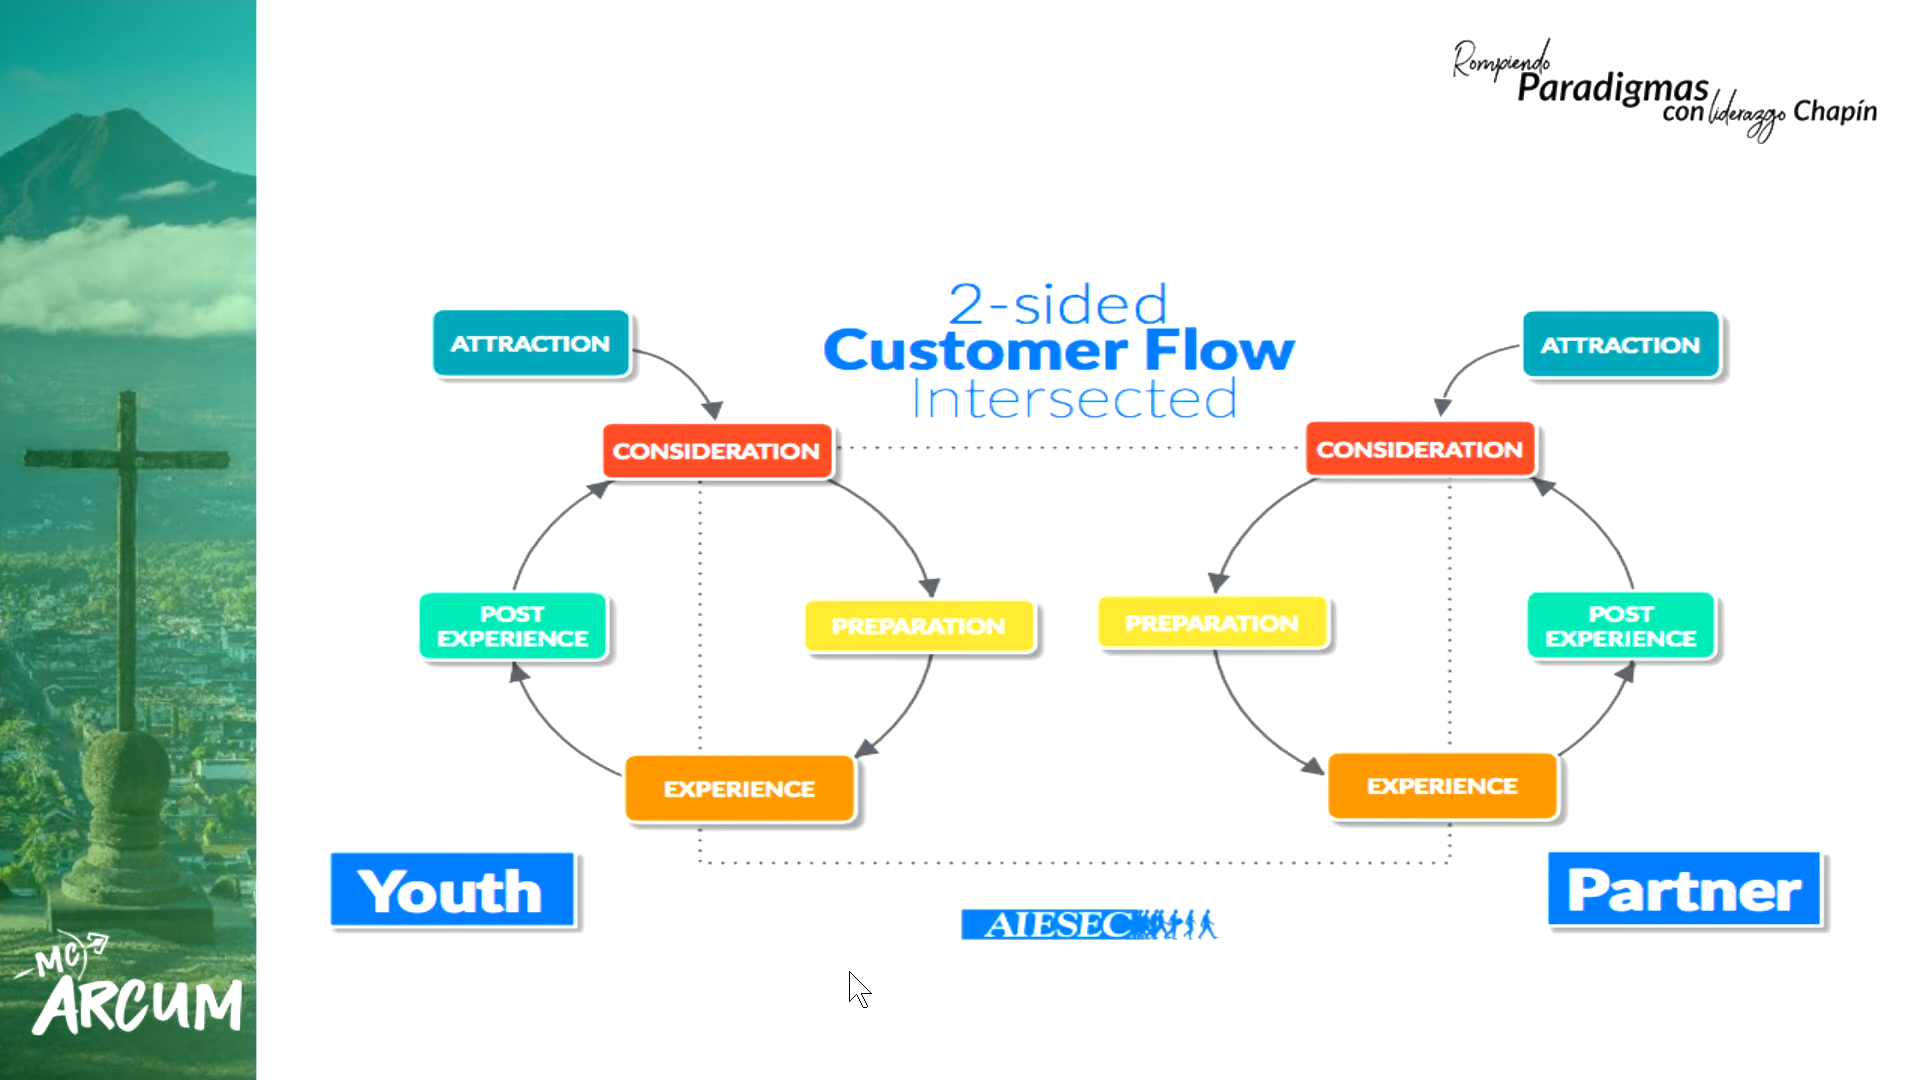 Rompiendo
Paradigmas
con liderazgo Chapín
2-sided
Customer Flow
Intersected
ATTRACTION
CONSIDERATION
PREPARATION
EXPERIENCE
POST
EXPERIENCE
Youth
ATTRACTION
CONSIDERATION
PREPARATION
EXPERIENCE
POST
EXPERIENCE
Partner
AIESEC
MC
ARCUM